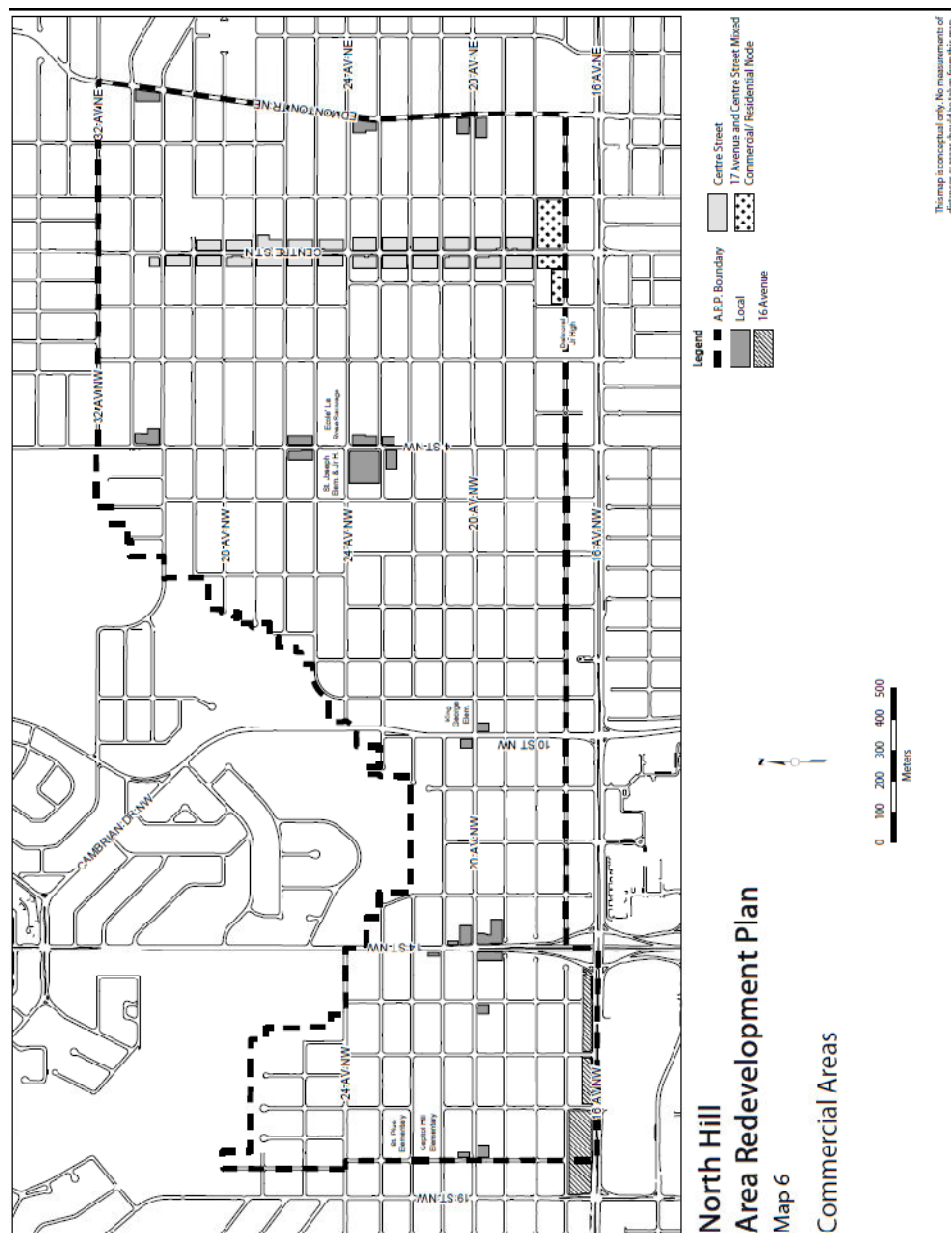 32 AV NW
32 AV NE
EDMONTON TR NE
24 AV NE
20 AV NE
16 AV NE
CENTRE ST N
28 AV NW
24 AV NW
20 AV NW
16 AV NW
4 ST NW
St. Joseph
Elem. & Jr H.
Ecole' La
Balmoral
Jr High
CAMBRIAN DR NW
King
George
Elem.
10 ST NW
20 AV NW
14 ST NW
24 AV NW
St. Pius
Elementary
Capitol Hill
Elementary
16 AV NW
19 ST NW
North Hill
Area Redevelopment Plan
Map 6
Commercial Areas
N
0 100 200 300 400 500
Meters
Legend
A.R.P. Boundary
Local
16 Avenue
Centre Street
17 Avenue and Centre Street Mixed
Commercial/ Residential Node
This map is conceptual only. No measurements of